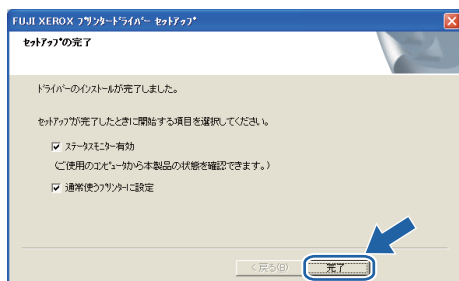 FUJI XEROX プリンタードライバー セットアップ
セットアップの完了
ドライバーのインストールが完了しました。
セットアップが完了したときに開始する項目を選択してください。
ステータスモニター有効
(ご使用のコンピュータから本製品の状態を確認できます。)
通常使うプリンターに設定
< 戻る(B) 完了